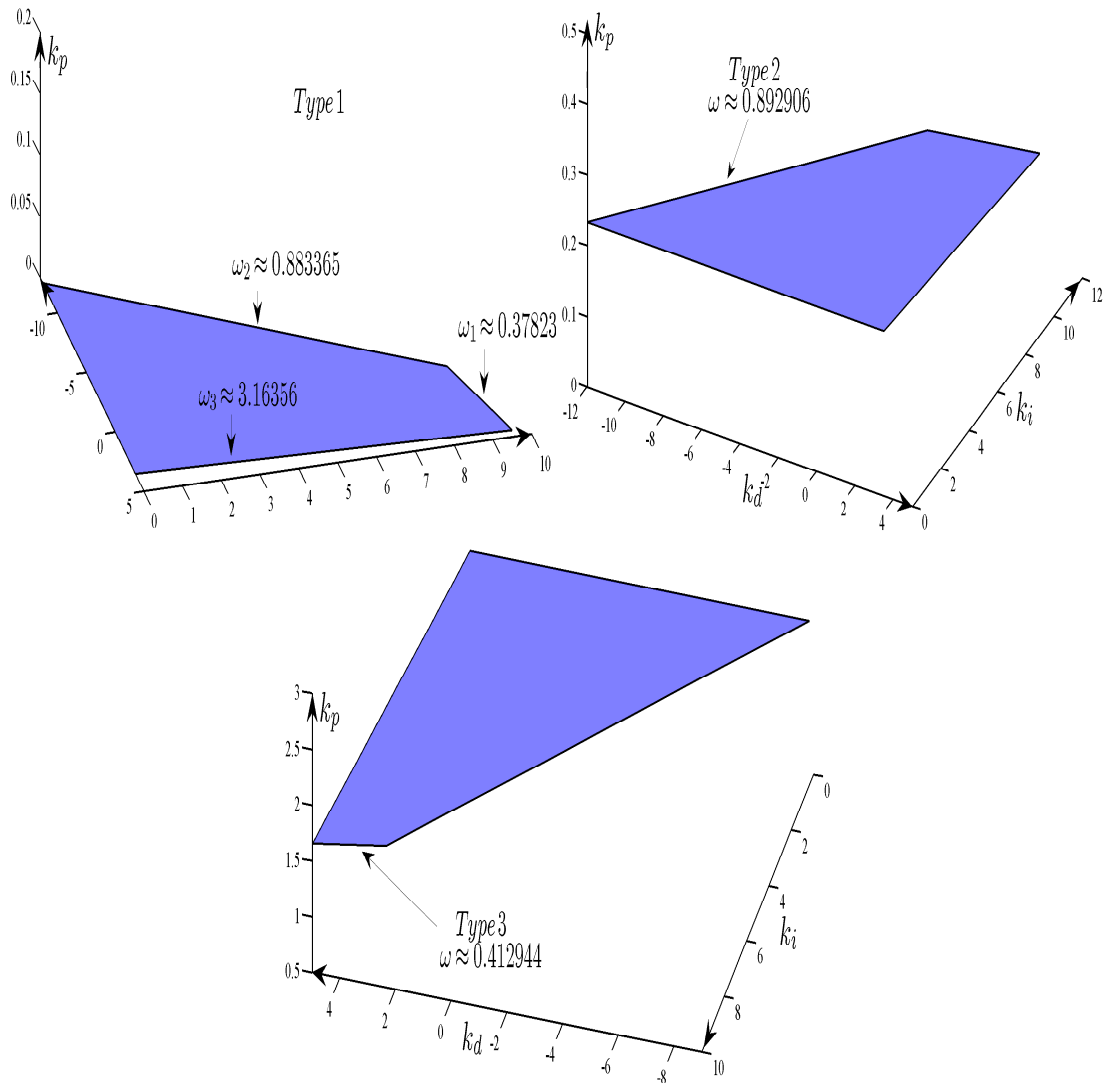 0.2
k_p
0.15
0.1
0.05
0
Type 1
ω₂≈0.883365
ω₁≈0.37823
ω₃≈3.16356
-10
-5
0
5
0 1 2 3 4 5 6 7 8 9 10
0.5
k_p
0.4
0.3
0.2
0.1
0
Type 2
ω≈0.892906
-12 -10 -8 -6 -4 -2 0 2 4
k_d
0 2 4 6 8 10 12
k_i
3
k_p
2.5
2
1.5
1
0.5
Type 3
ω≈0.412944
4 2 0 -2 -4 -6 -8
k_d
0
2
4
k_i
6
8
10